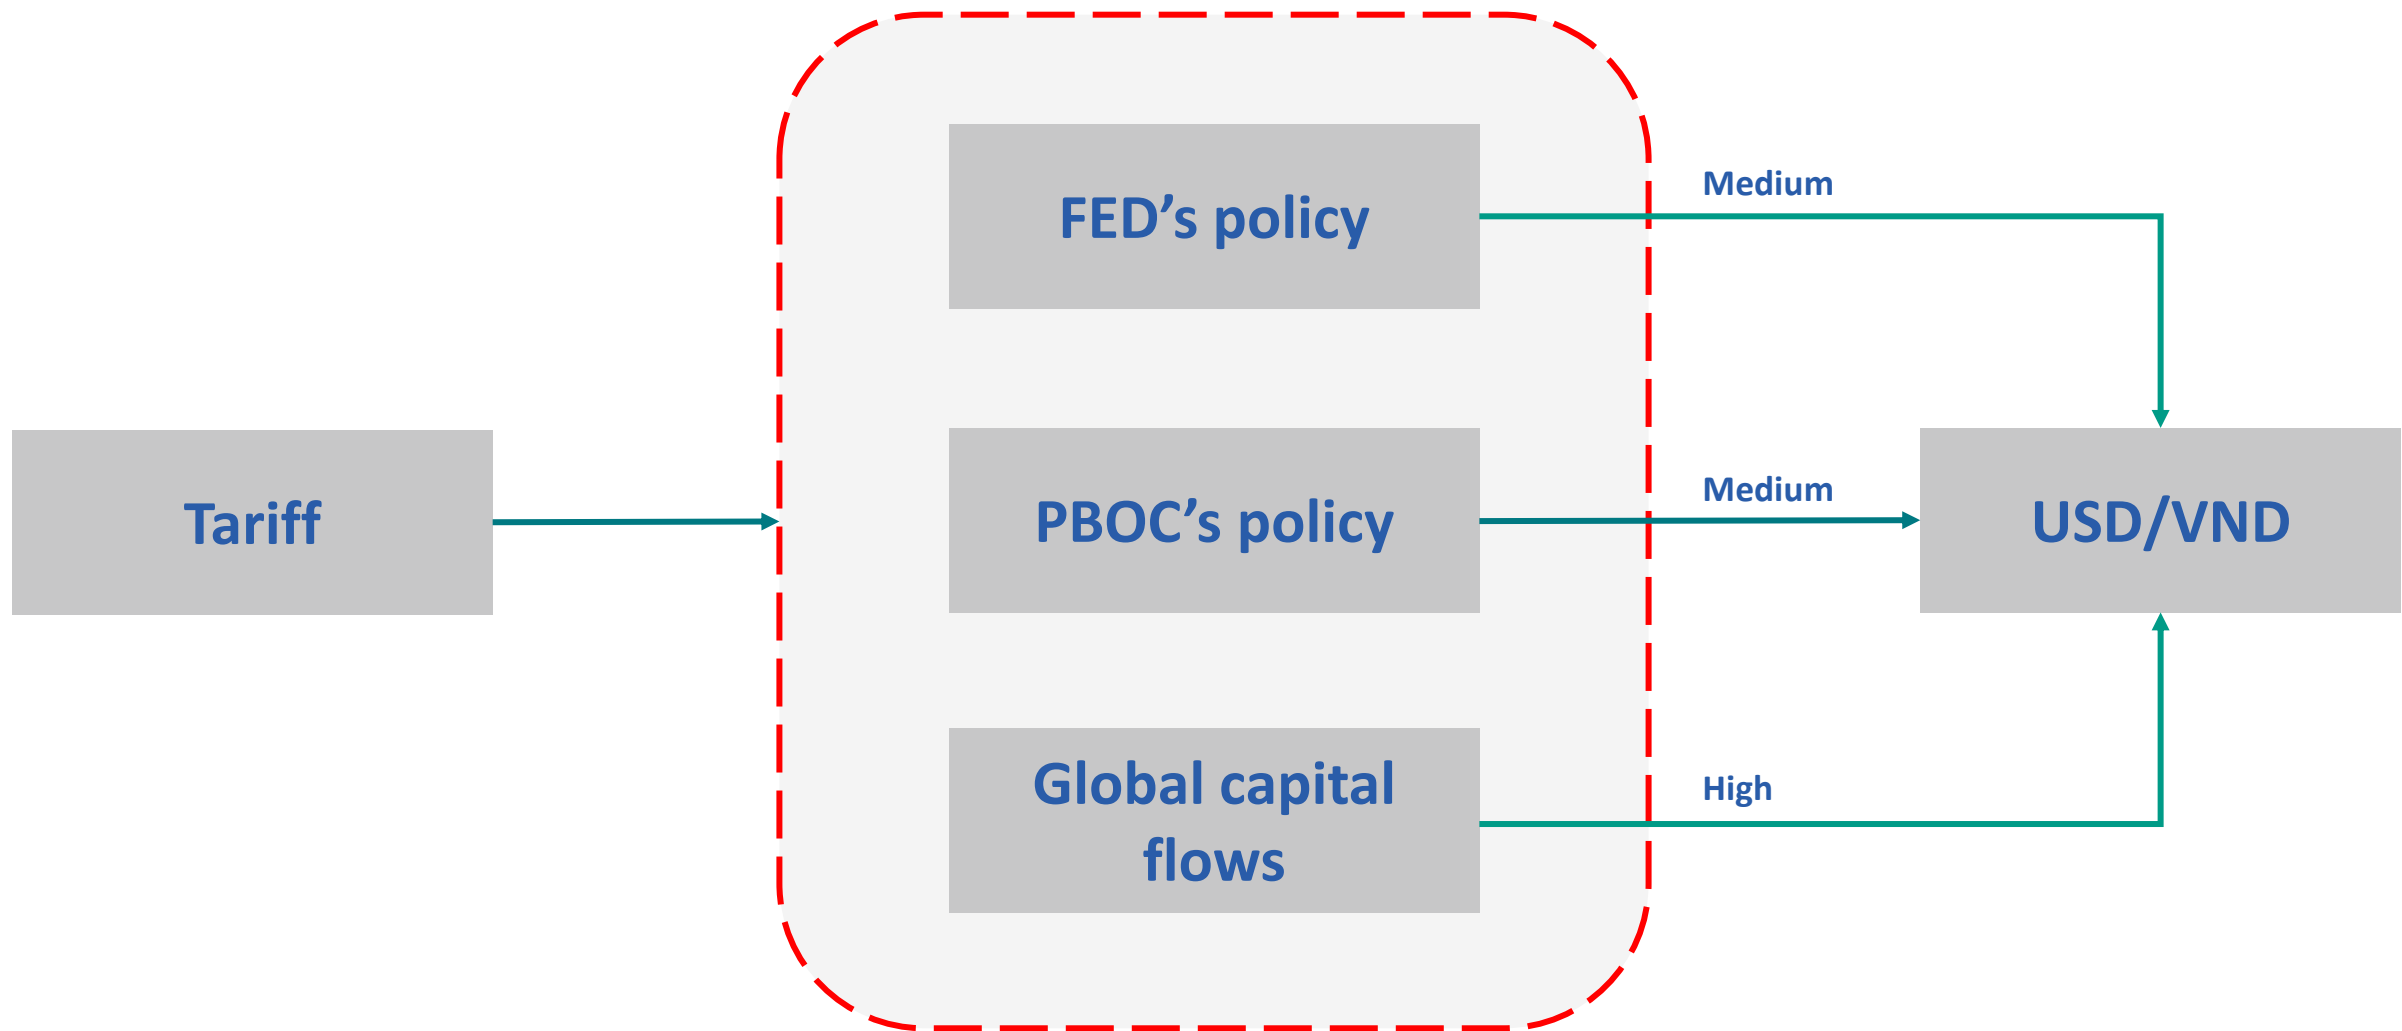 FED’s policy
Medium
Tariff
PBOC’s policy
Medium
USD/VND
Global capital
flows
High